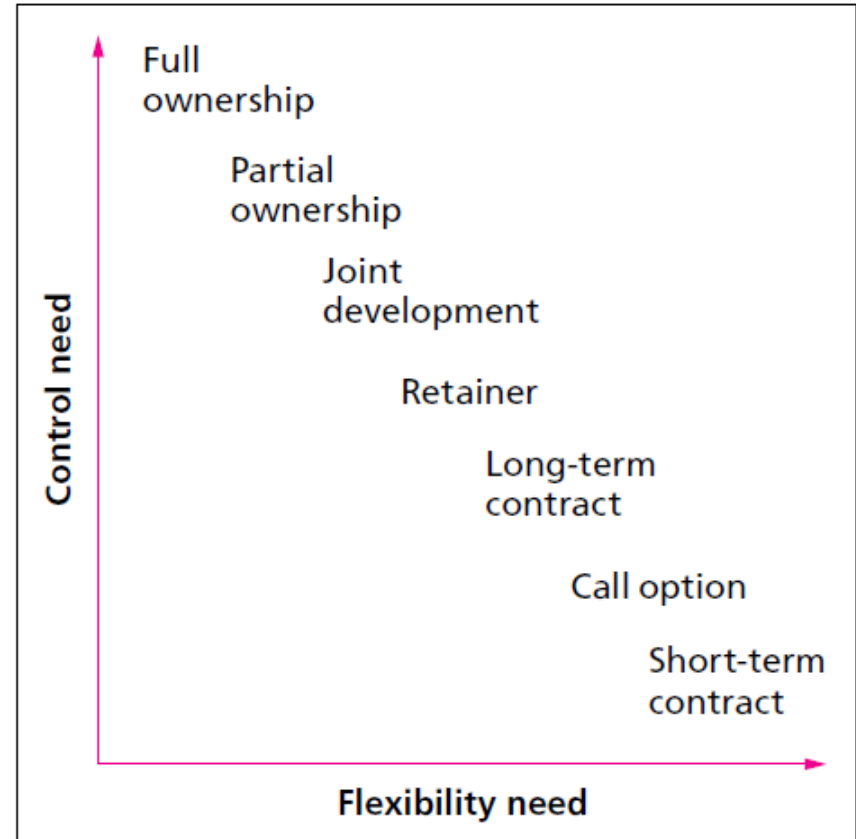 Full
ownership
Partial
ownership
Joint
development
Retainer
Long-term
contract
Call option
Short-term
contract
Control need
Flexibility need